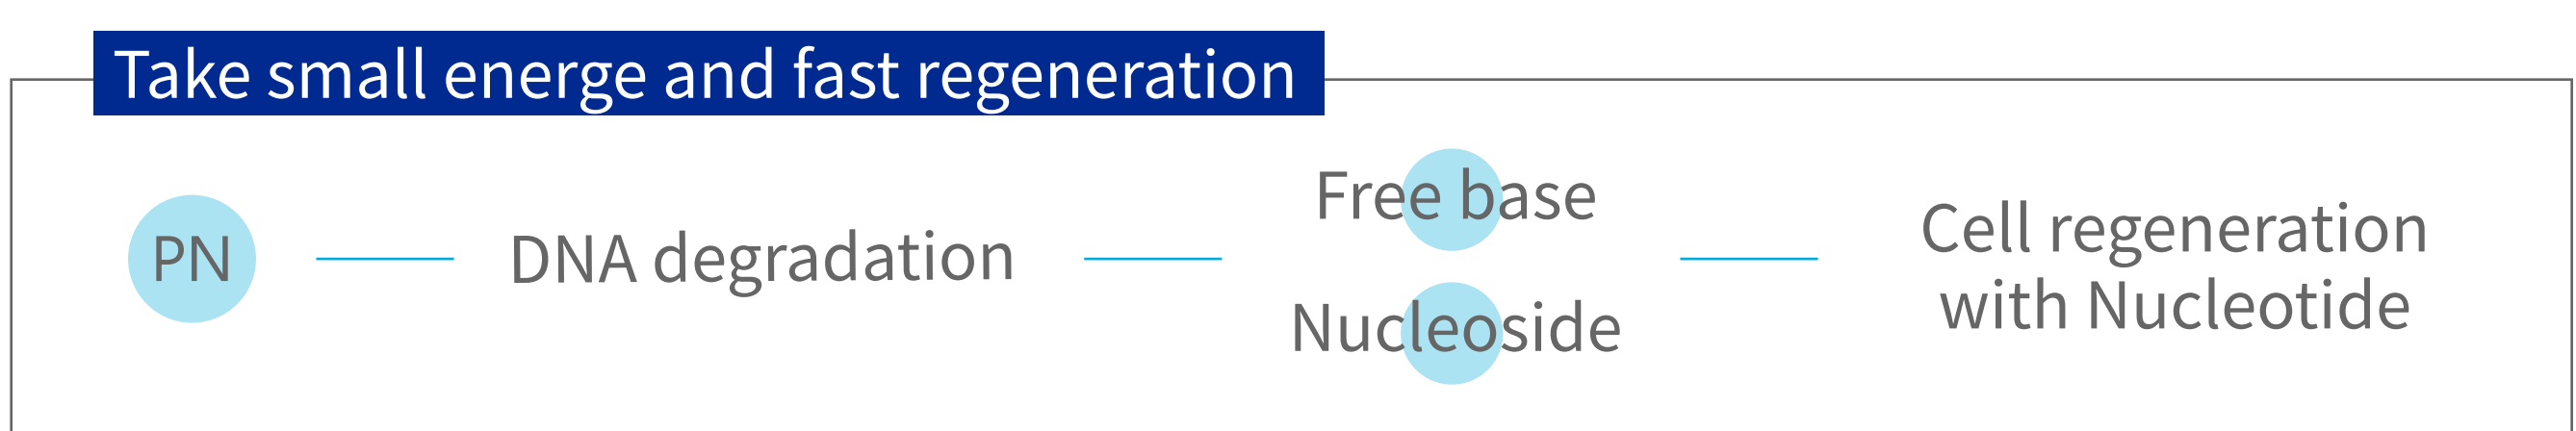 Take small energe and fast regeneration
PN
DNA degradation
Free base
Nucleoside
Cell regeneration
with Nucleotide